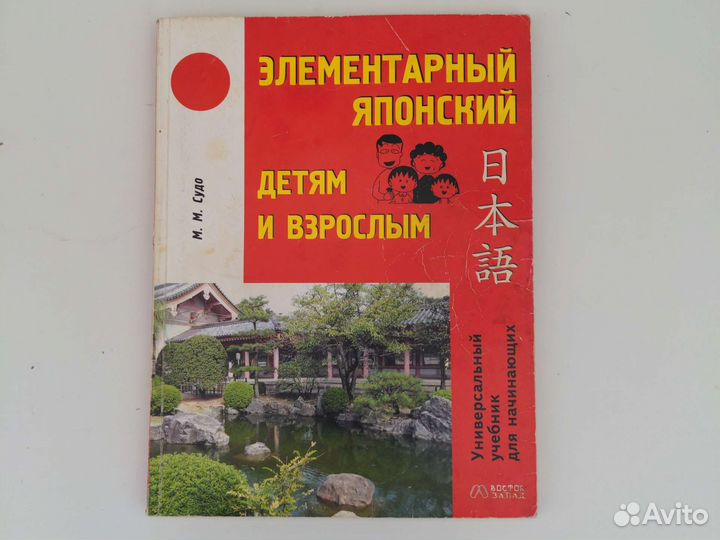 ЭЛЕМЕНТАРНЫЙ
ЯПОНСКИЙ
ДЕТЯМ
И ВЗРОСЛЫМ
日本語
М. М. Судо
Универсальный
учебник
для начинающих
ВОСТОК
ЗАПАД
Avito